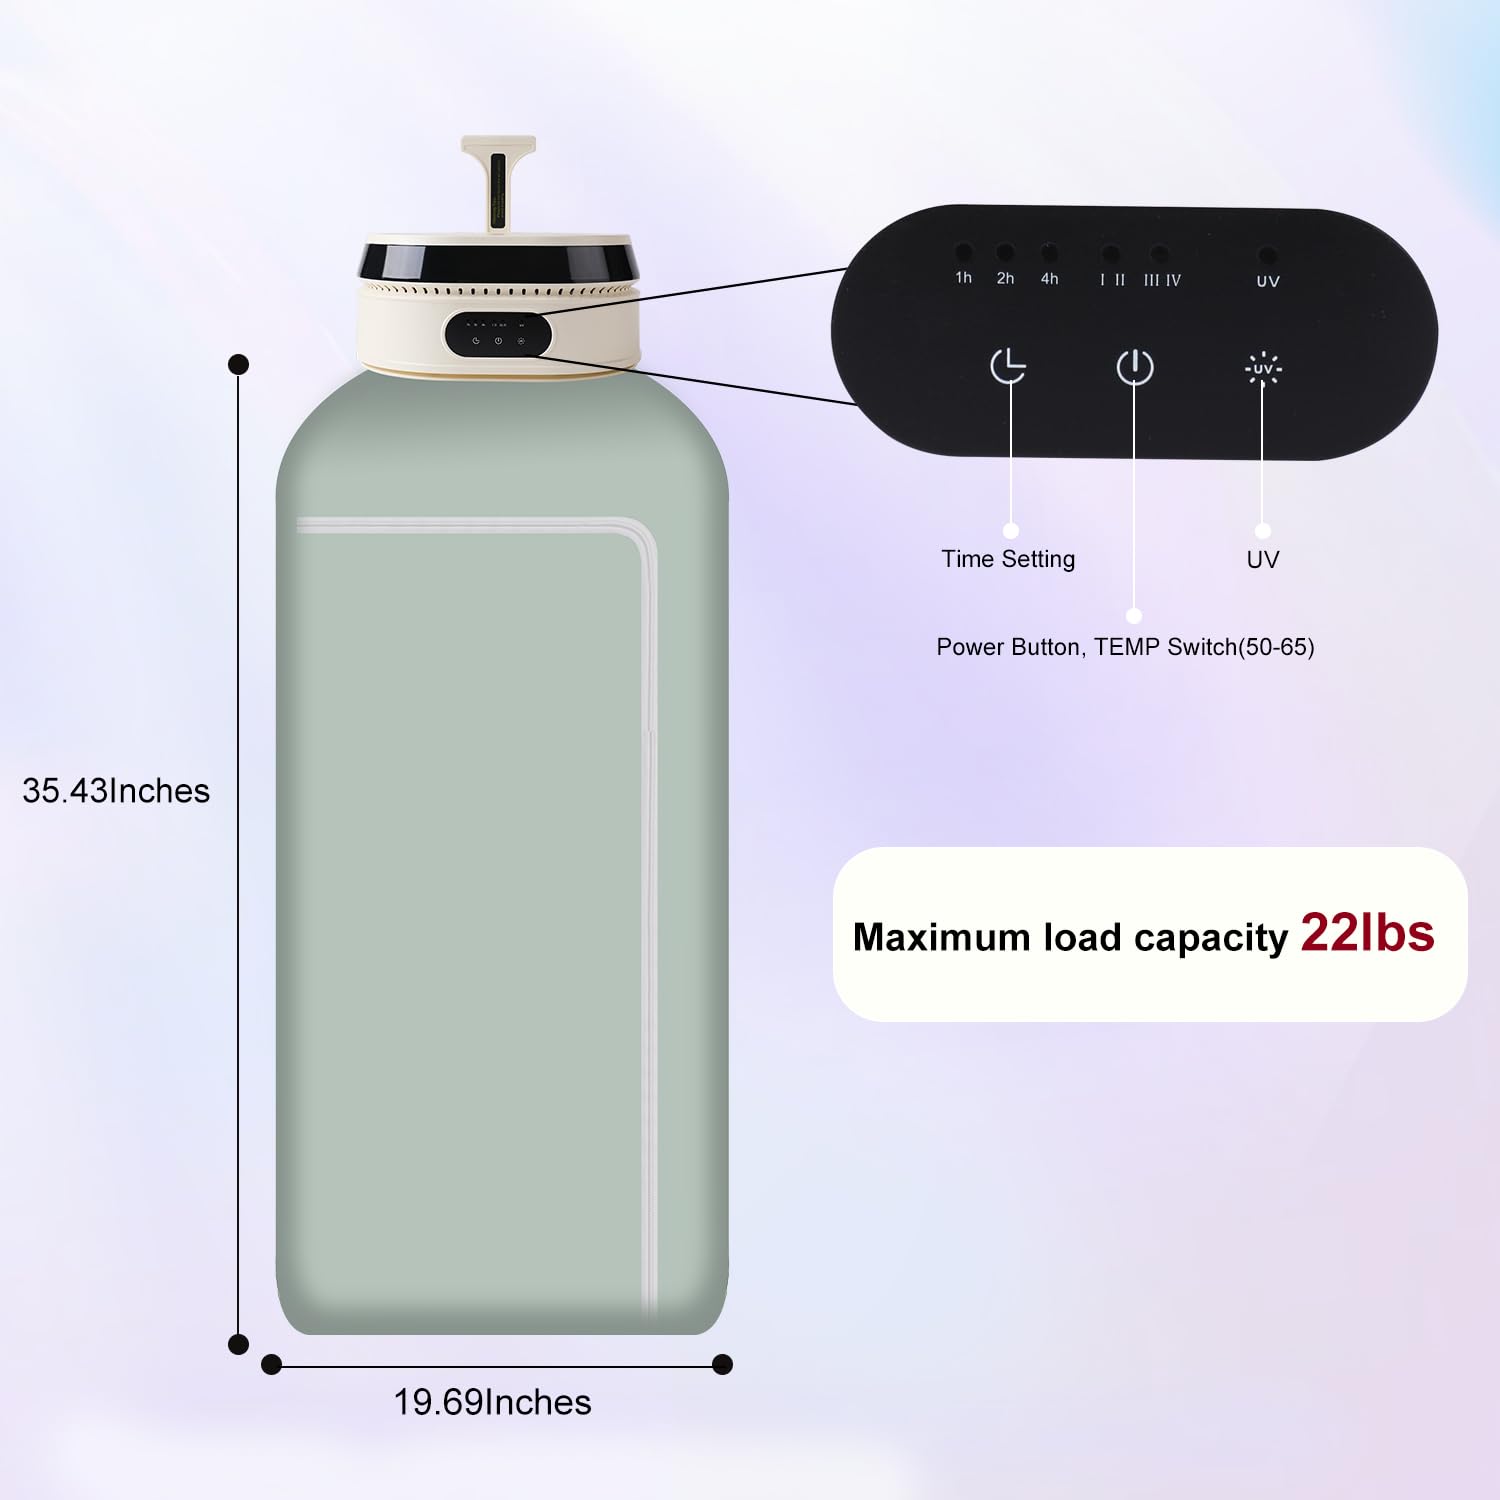 1h 2h 4h I II III IV UV
UV
Time Setting
UV
Power Button, TEMP Switch(50-65)
35.43Inches
Maximum load capacity 22lbs
19.69Inches